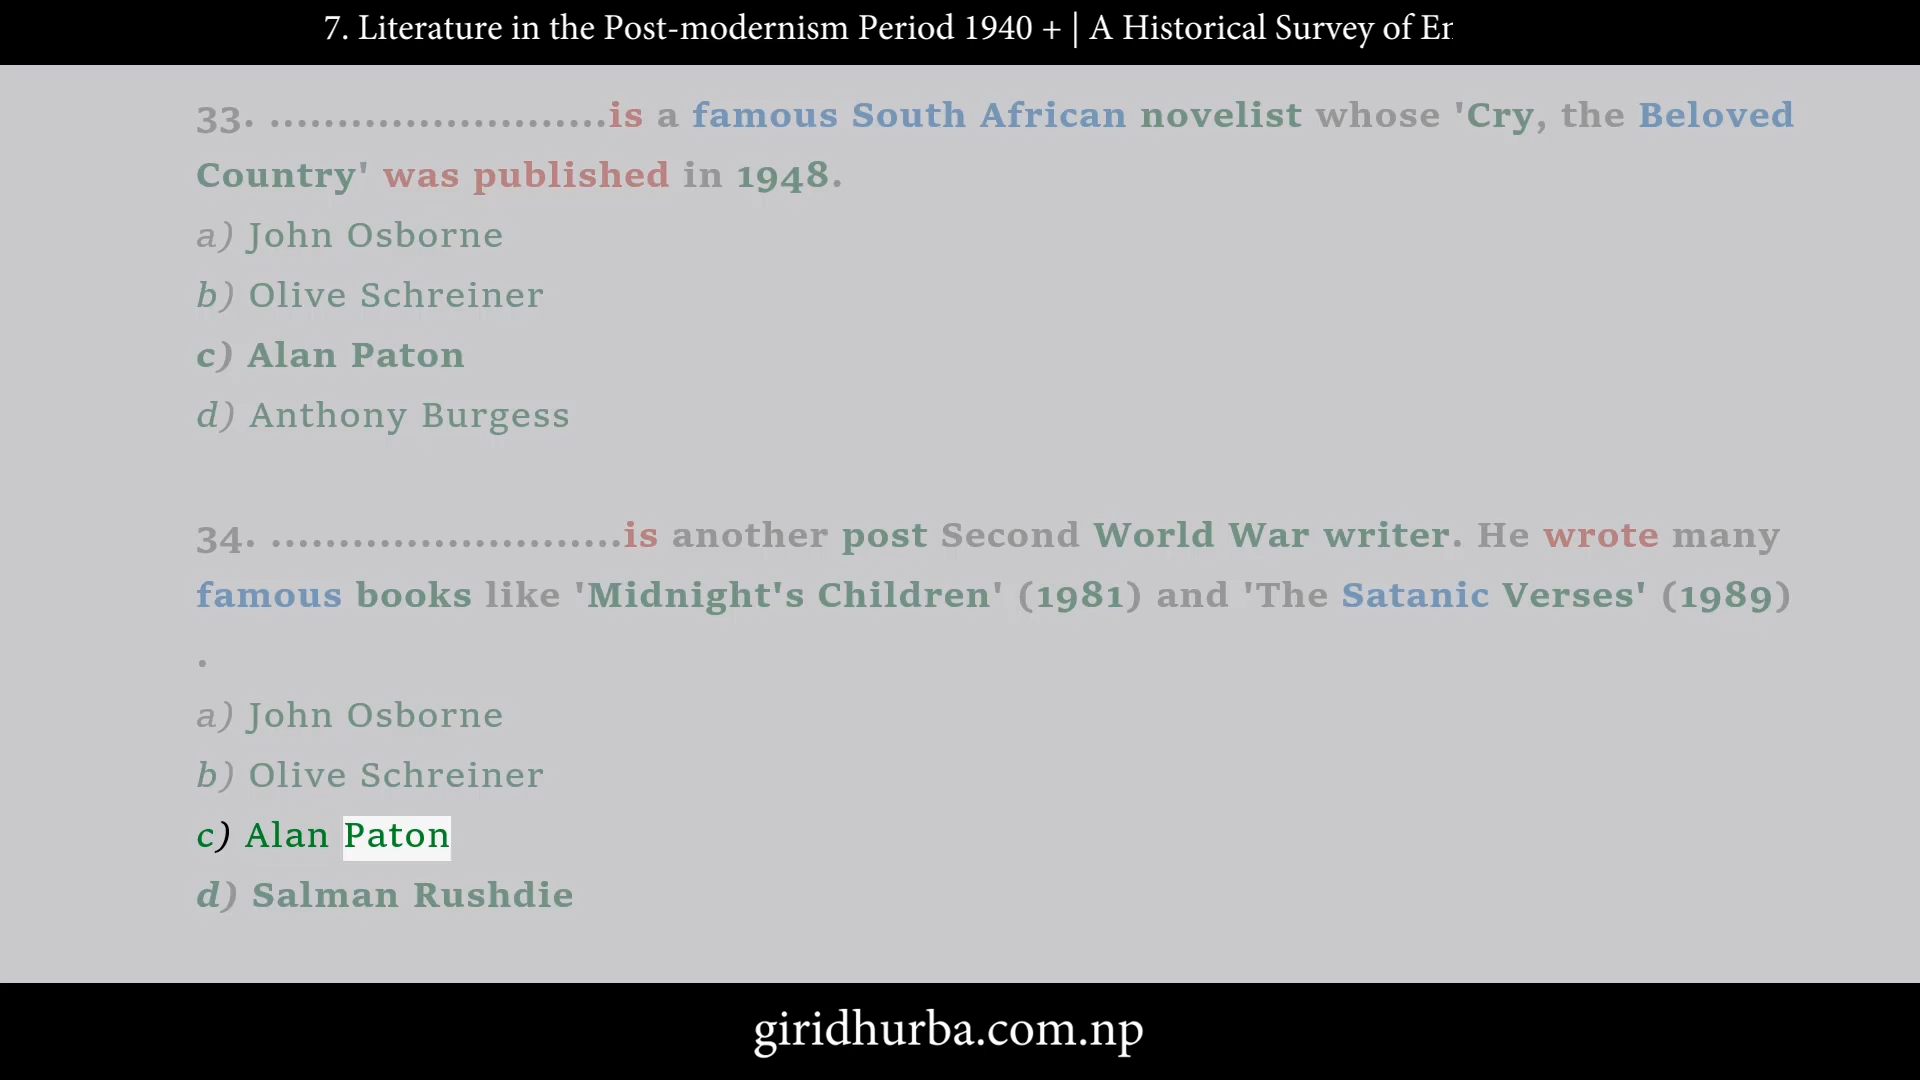 7. Literature in the Post-modernism Period 1940 + | A Historical Survey of En
33. .........................is a famous South African novelist whose 'Cry, the Beloved
Country' was published in 1948.
a) John Osborne
b) Olive Schreiner
c) Alan Paton
d) Anthony Burgess
34. ..........................is another post Second World War writer. He wrote many
famous books like 'Midnight's Children' (1981) and 'The Satanic Verses' (1989)
.
a) John Osborne
b) Olive Schreiner
c) Alan Paton
d) Salman Rushdie
giridhurba.com.np